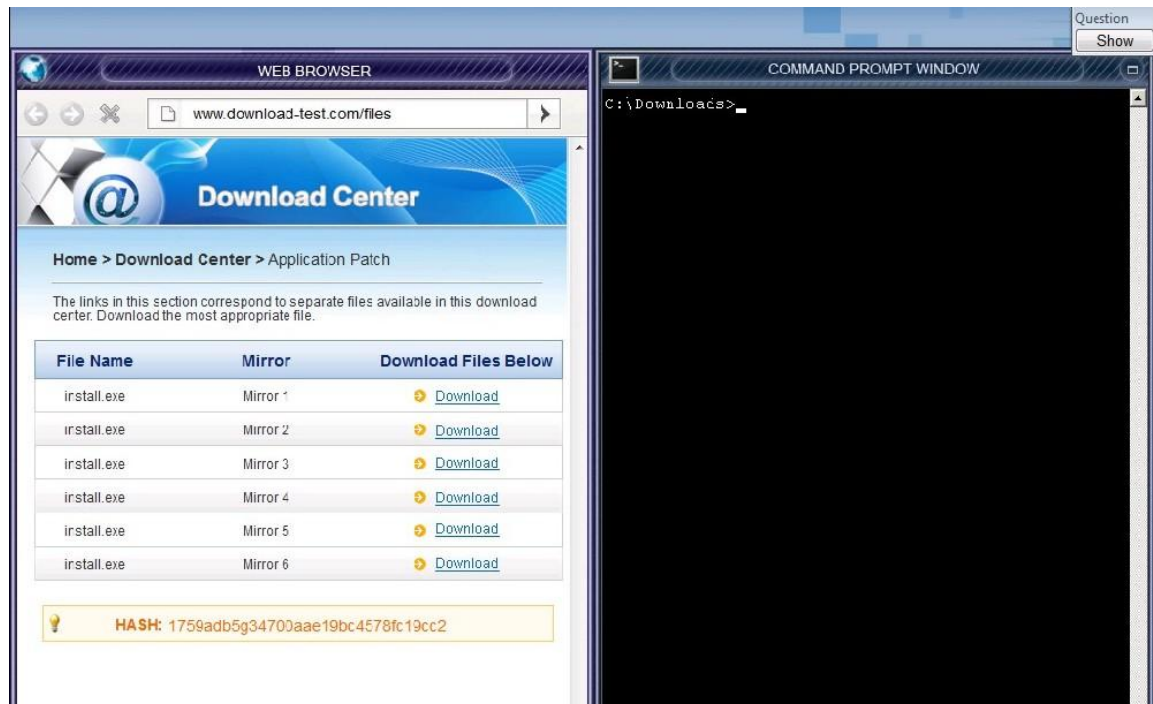 Question
Show
WEB BROWSER
www.download-test.com/files
Download Center
Home > Download Center > Application Patch
The links in this section correspond to separate files available in this download
center. Download the most appropriate file.
File Name Mirror Download Files Below
install.exe Mirror 1 Download
install.exe Mirror 2 Download
install.exe Mirror 3 Download
install.exe Mirror 4 Download
install.exe Mirror 5 Download
install.exe Mirror 6 Download
HASH: 1759adb5g34700aae19bc4578fc19cc2
COMMAND PROMPT WINDOW
C:\Downloads>_